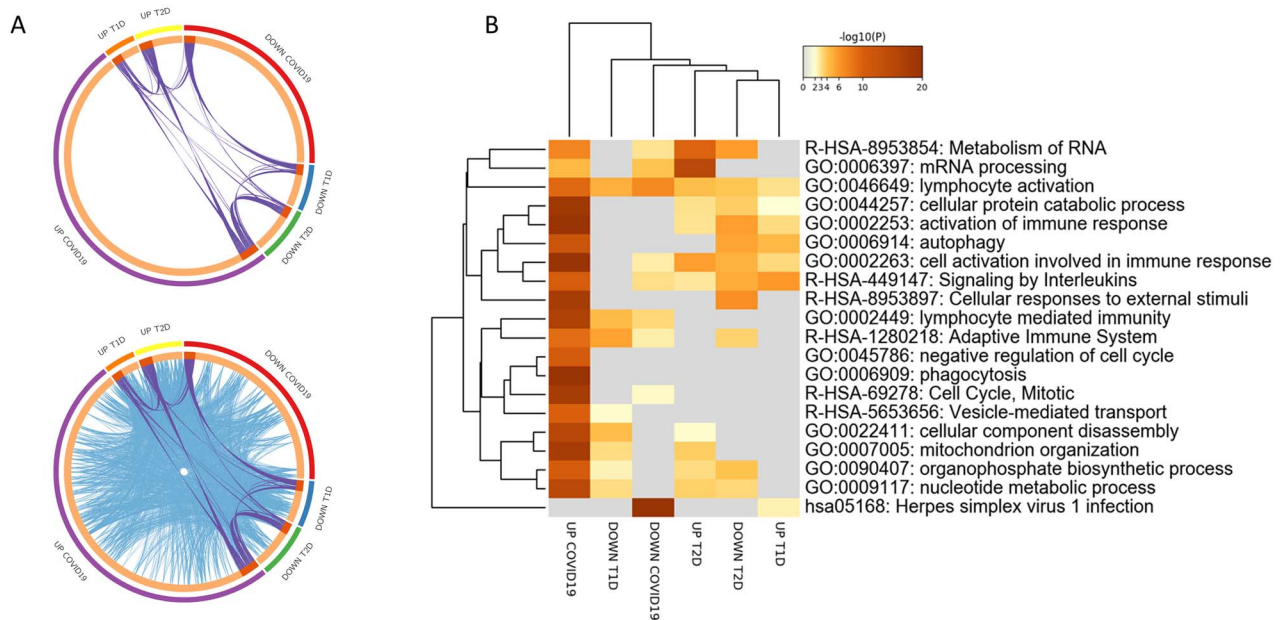 A
UP T1D
UP T2D
DOWN COVID19
DOWN T1D
DOWN T2D
UP COVID19
UP T1D
UP T2D
DOWN COVID19
DOWN T1D
DOWN T2D
UP COVID19
B
-log10(P)
0 2 3 4 6 10 20
R-HSA-8953854: Metabolism of RNA
GO:0006397: mRNA processing
GO:0046649: lymphocyte activation
GO:0044257: cellular protein catabolic process
GO:0002253: activation of immune response
GO:0006914: autophagy
GO:0002263: cell activation involved in immune response
R-HSA-449147: Signaling by Interleukins
R-HSA-8953897: Cellular responses to external stimuli
GO:0002449: lymphocyte mediated immunity
R-HSA-1280218: Adaptive Immune System
GO:0045786: negative regulation of cell cycle
GO:0006909: phagocytosis
R-HSA-69278: Cell Cycle, Mitotic
R-HSA-5653656: Vesicle-mediated transport
GO:0022411: cellular component disassembly
GO:0007005: mitochondrion organization
GO:0090407: organophosphate biosynthetic process
GO:0009117: nucleotide metabolic process
hsa05168: Herpes simplex virus 1 infection
UP COVID19
DOWN T1D
DOWN COVID19
UP T2D
DOWN T2D
UP T1D